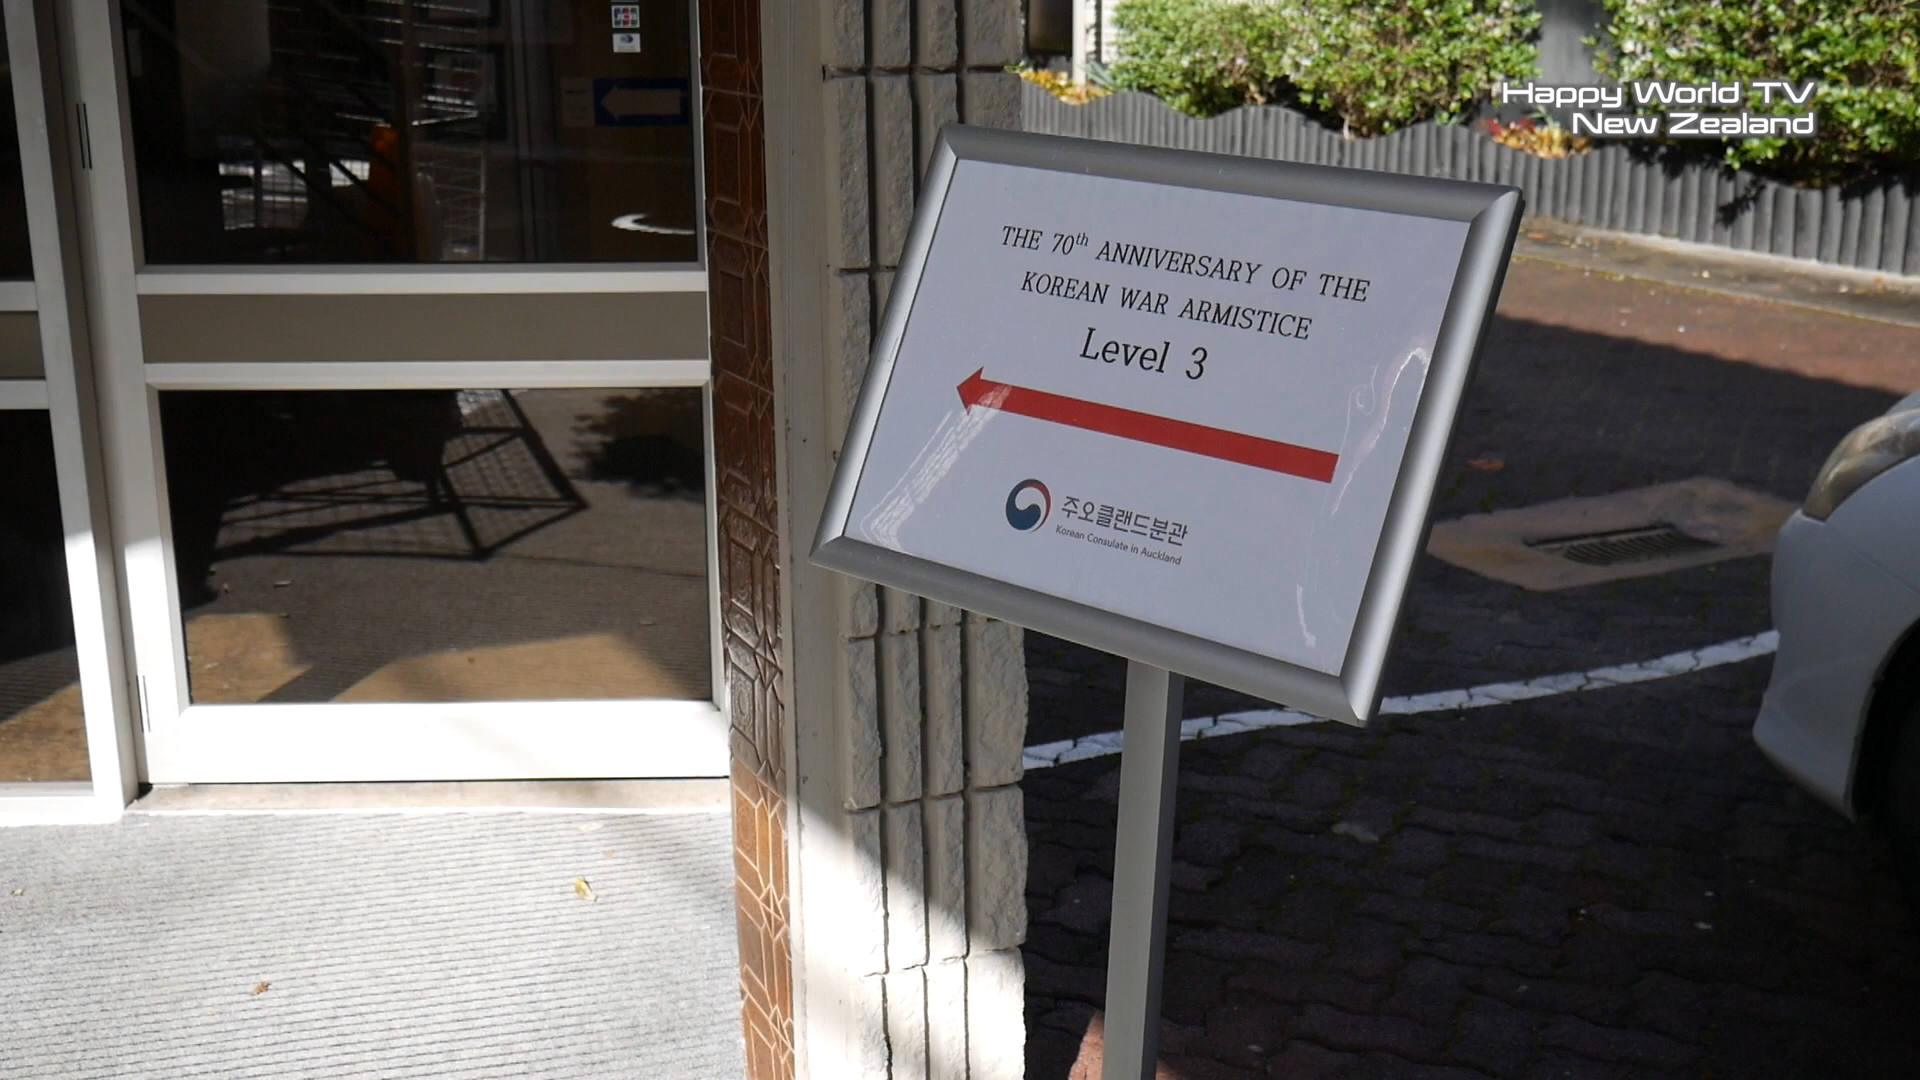 Happy World TV
New Zealand
THE 70th ANNIVERSARY OF THE
KOREAN WAR ARMISTICE
Level 3
주오클랜드분관
Korean Consulate in Auckland
JCB